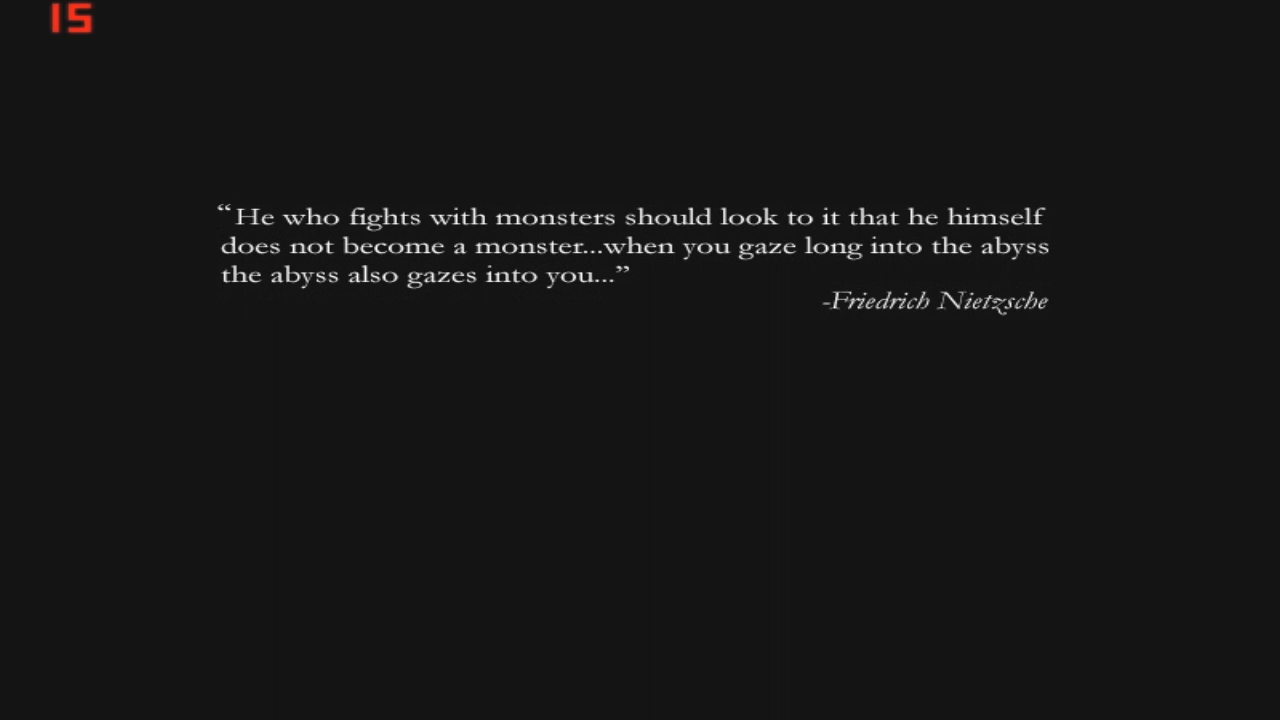 15
“He who fights with monsters should look to it that he himself
does not become a monster...when you gaze long into the abyss
the abyss also gazes into you...”
-Friedrich Nietzsche